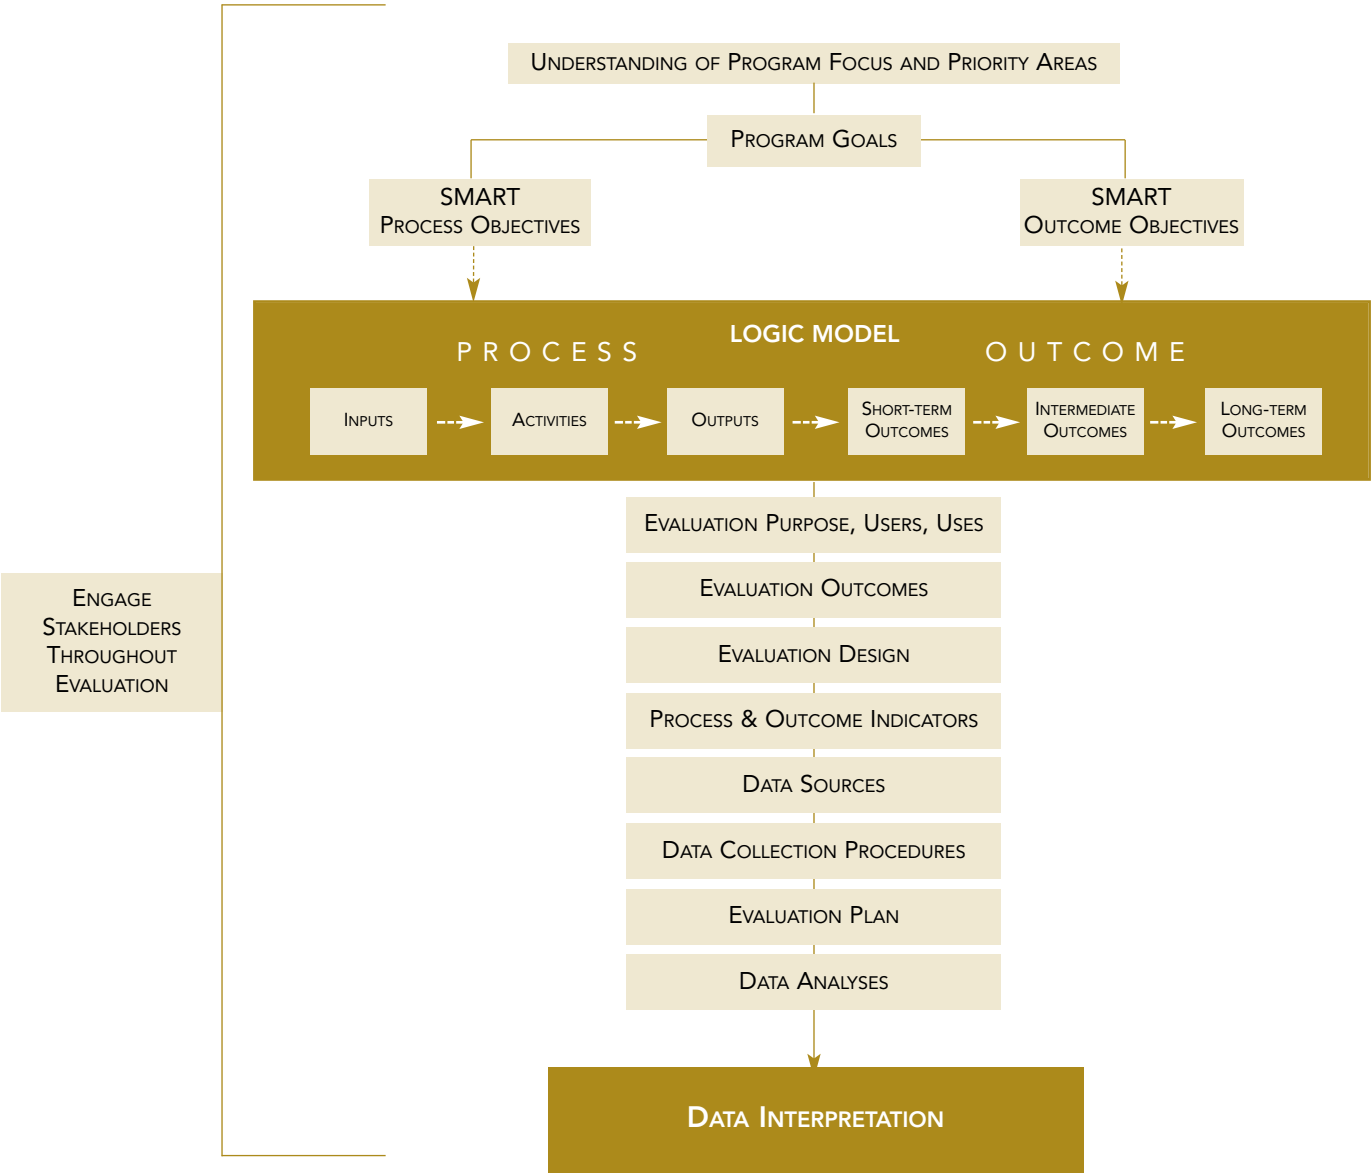 Understanding of Program Focus and Priority Areas
Program Goals
SMART
Process Objectives
SMART
Outcome Objectives
LOGIC MODEL
PROCESS
OUTCOME
Inputs
Activities
Outputs
Short-term
Outcomes
Intermediate
Outcomes
Long-term
Outcomes
Evaluation Purpose, Users, Uses
Evaluation Outcomes
Evaluation Design
Process & Outcome Indicators
Data Sources
Data Collection Procedures
Evaluation Plan
Data Analyses
Data Interpretation
Engage
Stakeholders
Throughout
Evaluation